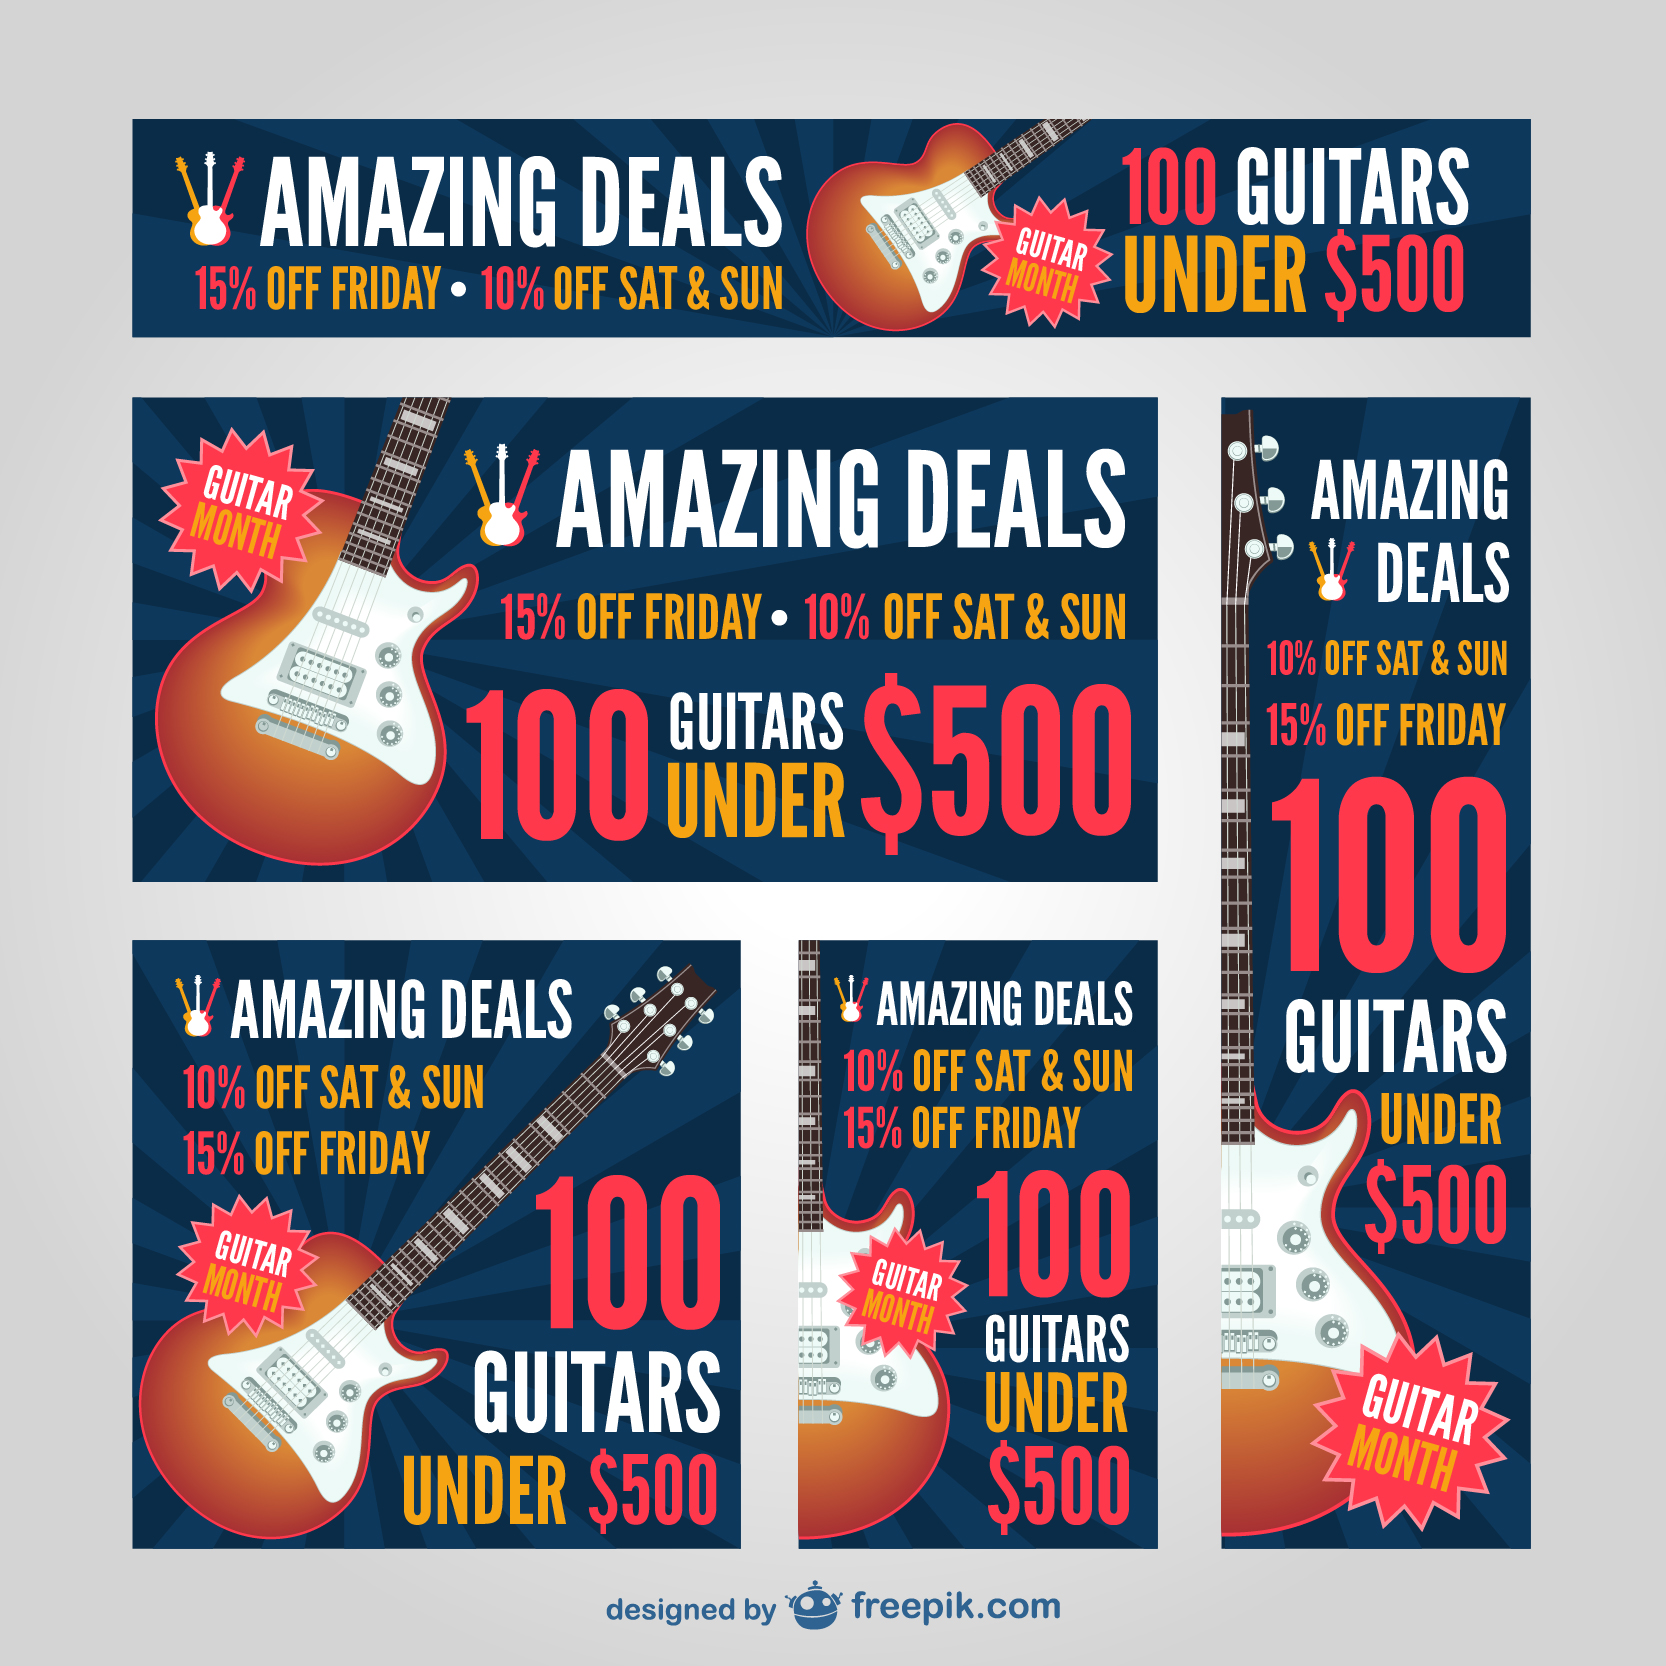 AMAZING DEALS
15% OFF FRIDAY • 10% OFF SAT & SUN
GUITAR
MONTH
100 GUITARS
UNDER $500
GUITAR
MONTH
AMAZING DEALS
15% OFF FRIDAY • 10% OFF SAT & SUN
100 GUITARS UNDER $500
AMAZING
DEALS
10% OFF SAT & SUN
15% OFF FRIDAY
100
GUITARS
UNDER
$500
GUITAR
MONTH
AMAZING DEALS
10% OFF SAT & SUN
15% OFF FRIDAY
GUITAR
MONTH
100
GUITARS
UNDER $500
AMAZING DEALS
10% OFF SAT & SUN
15% OFF FRIDAY
GUITAR
MONTH
100
GUITARS
UNDER
$500
designed by freepik.com